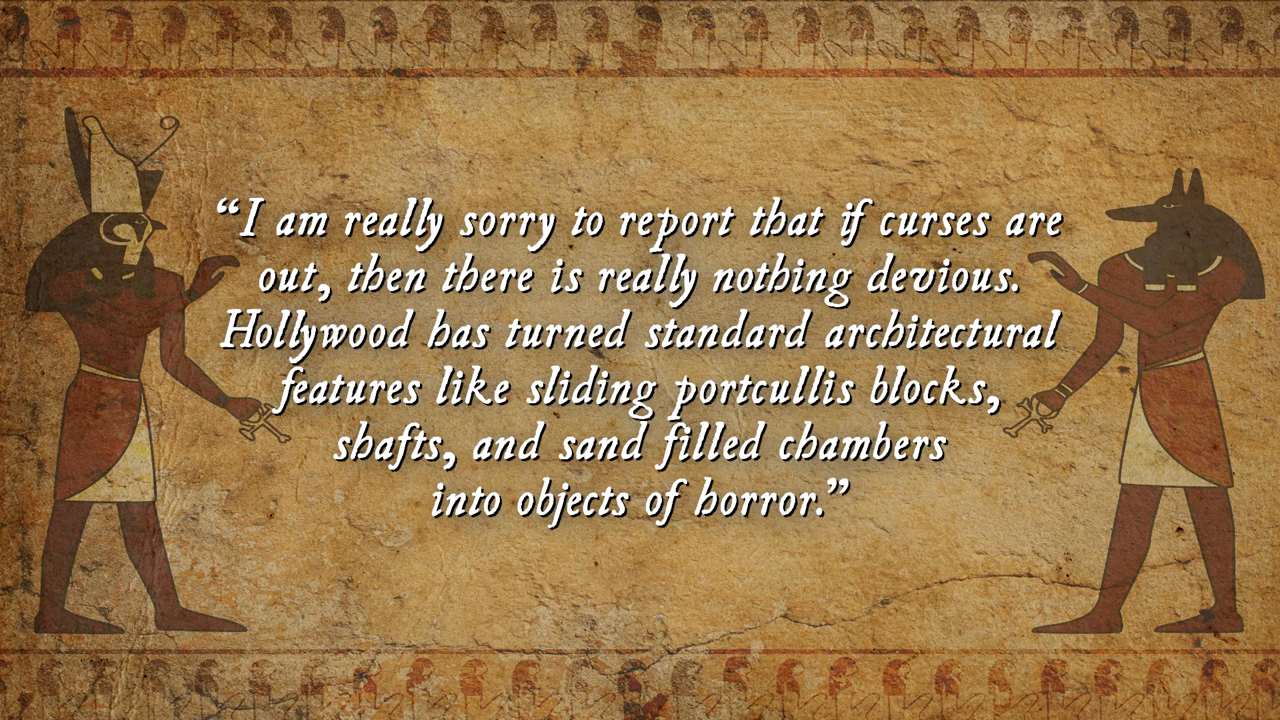 “I am really sorry to report that if curses are
out, then there is really nothing devious.
Hollywood has turned standard architectural
features like sliding portcullis blocks,
shafts, and sand filled chambers
into objects of horror.”